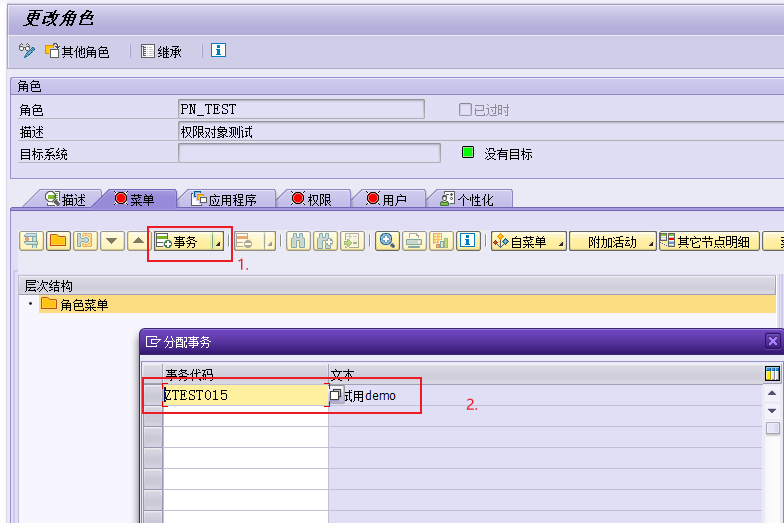 更改角色
其他角色 继承
角色
角色 PN_TEST 已过时
描述 权限对象测试
目标系统 没有目标
描述 菜单 应用程序 权限 用户 个性化
事务 自菜单 附加活动 其它节点明细
1.
层次结构
角色菜单
分配事务
事务代码 文本
ZTEST015 试用demo
2.